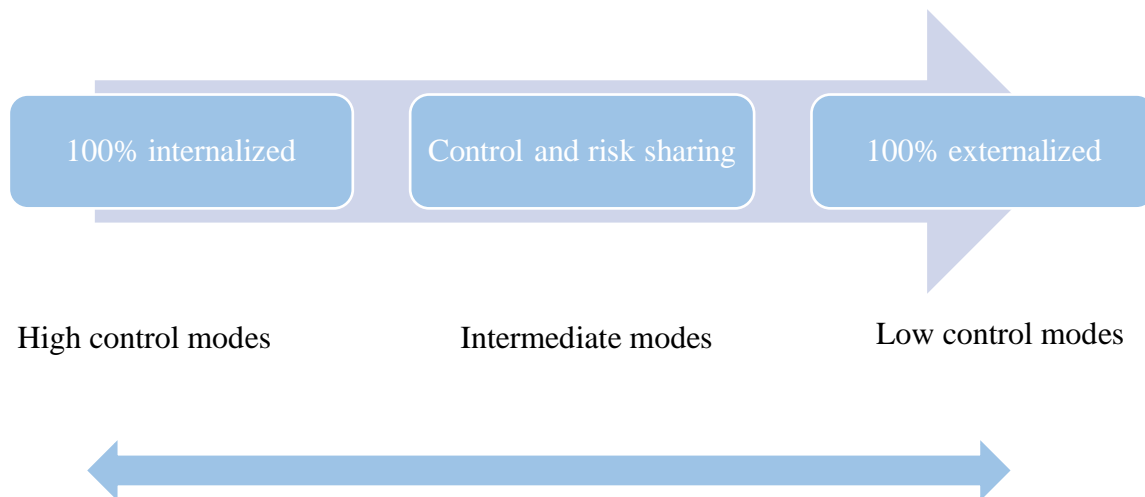 100% internalized
Control and risk sharing
100% externalized
High control modes
Intermediate modes
Low control modes